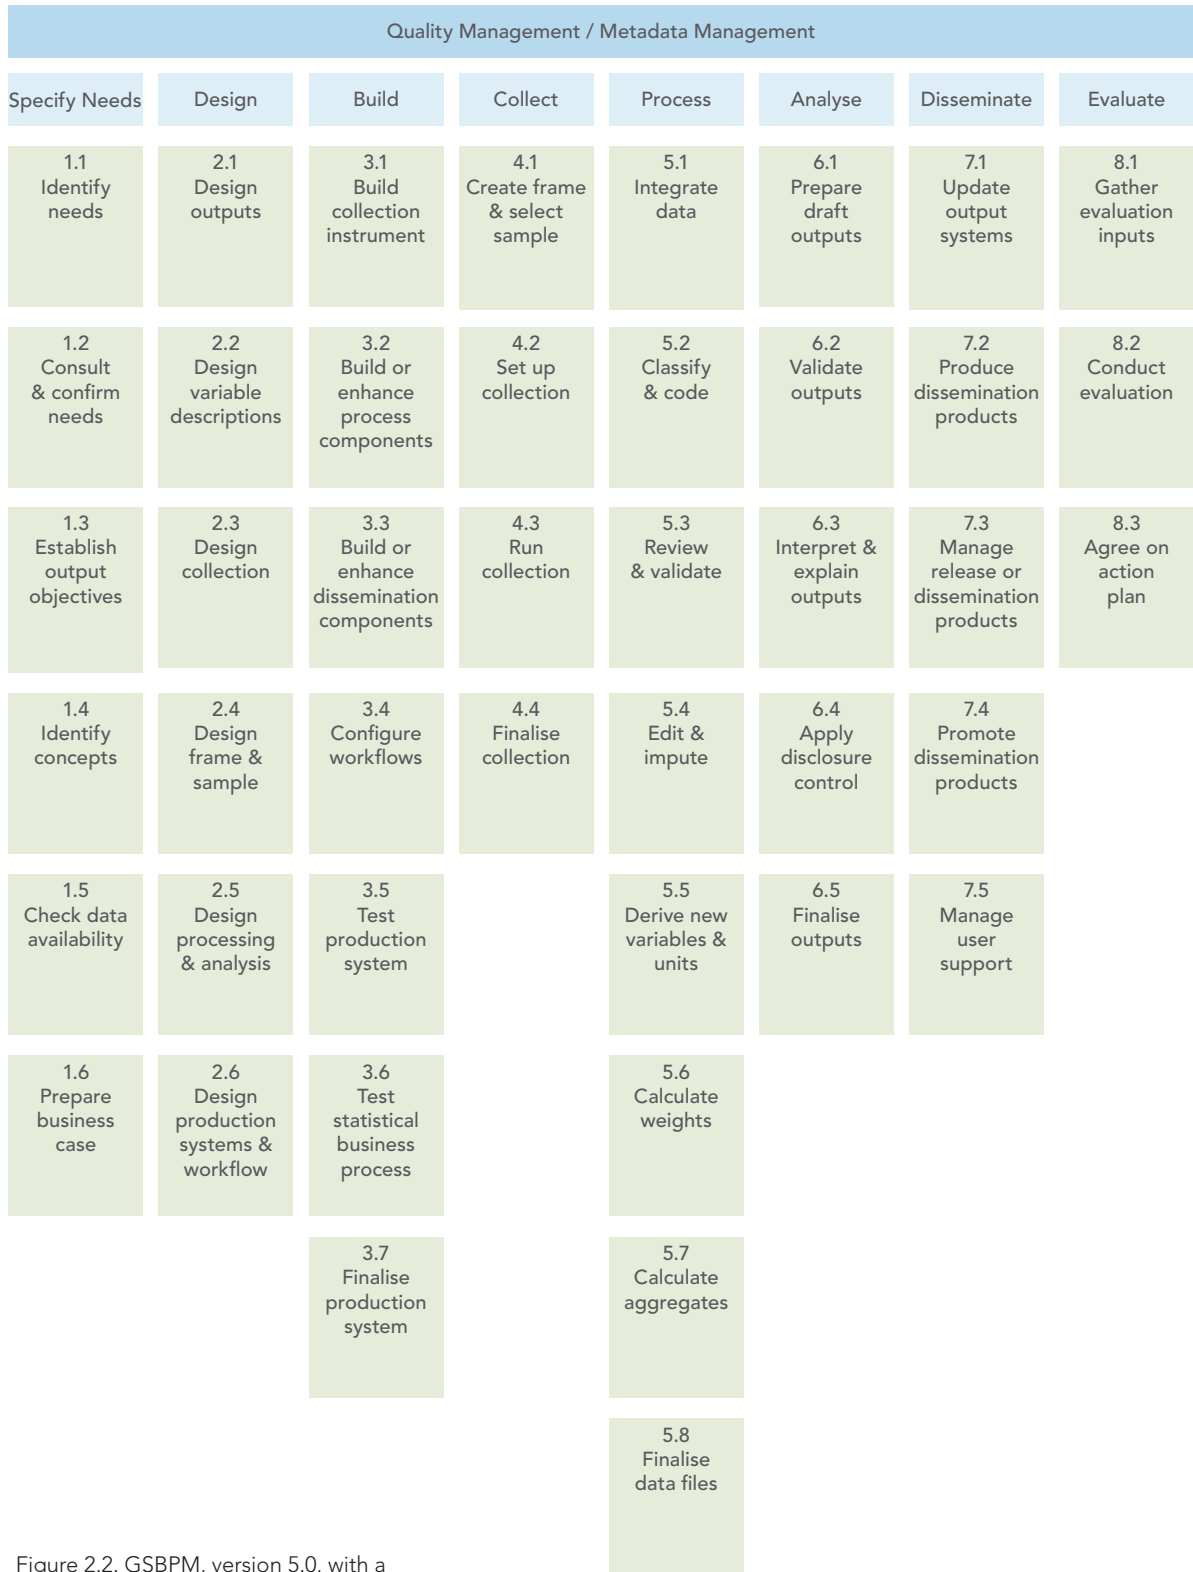 Quality Management / Metadata Management
Specify Needs
Design
Build
Collect
Process
Analyse
Disseminate
Evaluate
1.1
Identify
needs
2.1
Design
outputs
3.1
Build
collection
instrument
4.1
Create frame
& select
sample
5.1
Integrate
data
6.1
Prepare
draft
outputs
7.1
Update
output
systems
8.1
Gather
evaluation
inputs
1.2
Consult
& confirm
needs
2.2
Design
variable
descriptions
3.2
Build or
enhance
process
components
4.2
Set up
collection
5.2
Classify
& code
6.2
Validate
outputs
7.2
Produce
dissemination
products
8.2
Conduct
evaluation
1.3
Establish
output
objectives
2.3
Design
collection
3.3
Build or
enhance
dissemination
components
4.3
Run
collection
5.3
Review
& validate
6.3
Interpret &
explain
outputs
7.3
Manage
release or
dissemination
products
8.3
Agree on
action
plan
1.4
Identify
concepts
2.4
Design
frame &
sample
3.4
Configure
workflows
4.4
Finalise
collection
5.4
Edit &
impute
6.4
Apply
disclosure
control
7.4
Promote
dissemination
products
1.5
Check data
availability
2.5
Design
processing
& analysis
3.5
Test
production
system
5.5
Derive new
variables &
units
6.5
Finalise
outputs
7.5
Manage
user
support
1.6
Prepare
business
case
2.6
Design
production
systems &
workflow
3.6
Test
statistical
business
process
5.6
Calculate
weights
3.7
Finalise
production
system
5.7
Calculate
aggregates
5.8
Finalise
data files
Figure 2.2. GSBPM, version 5.0, with a